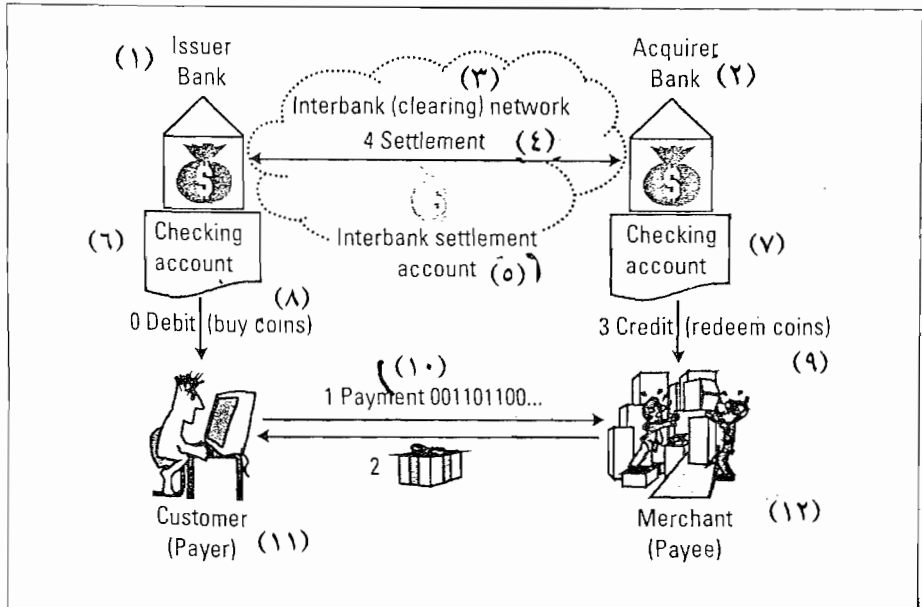 (١) Issuer
Bank
Acquirer
Bank (٢)
(٣)
Interbank (clearing) network
4 Settlement (٤)
$
$
Interbank settlement
account (٥)
(٦) Checking
account
Checking
account (٧)
(٨)
0 Debit (buy coins)
3 Credit (redeem coins)
(٩)
(١٠)
1 Payment 001101100...
2
Customer
(Payer) (١١)
Merchant (١٢)
(Payee)